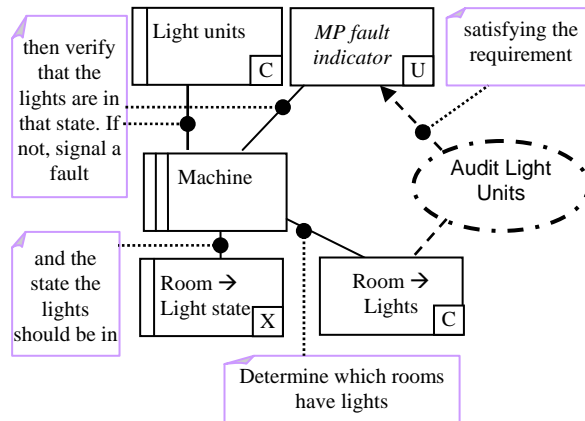 then verify
that the
lights are in
that state. If
not, signal a
fault
Light units
C
MP fault
indicator
U
satisfying the
requirement
Machine
Audit Light
Units
and the
state the
lights
should be in
Room →
Light state
X
Room →
Lights
C
Determine which rooms
have lights